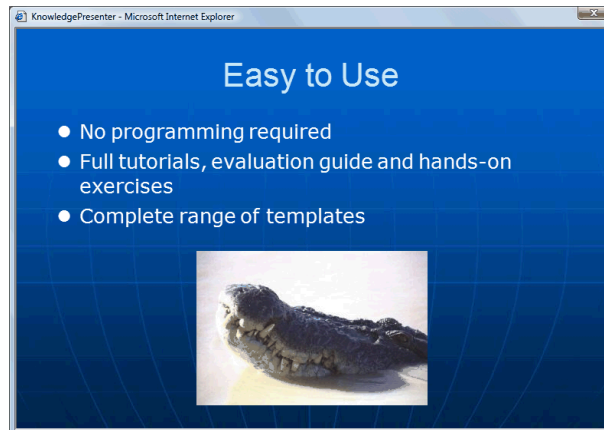 KnowledgePresenter - Microsoft Internet Explorer
Easy to Use
No programming required
Full tutorials, evaluation guide and hands-on
exercises
Complete range of templates